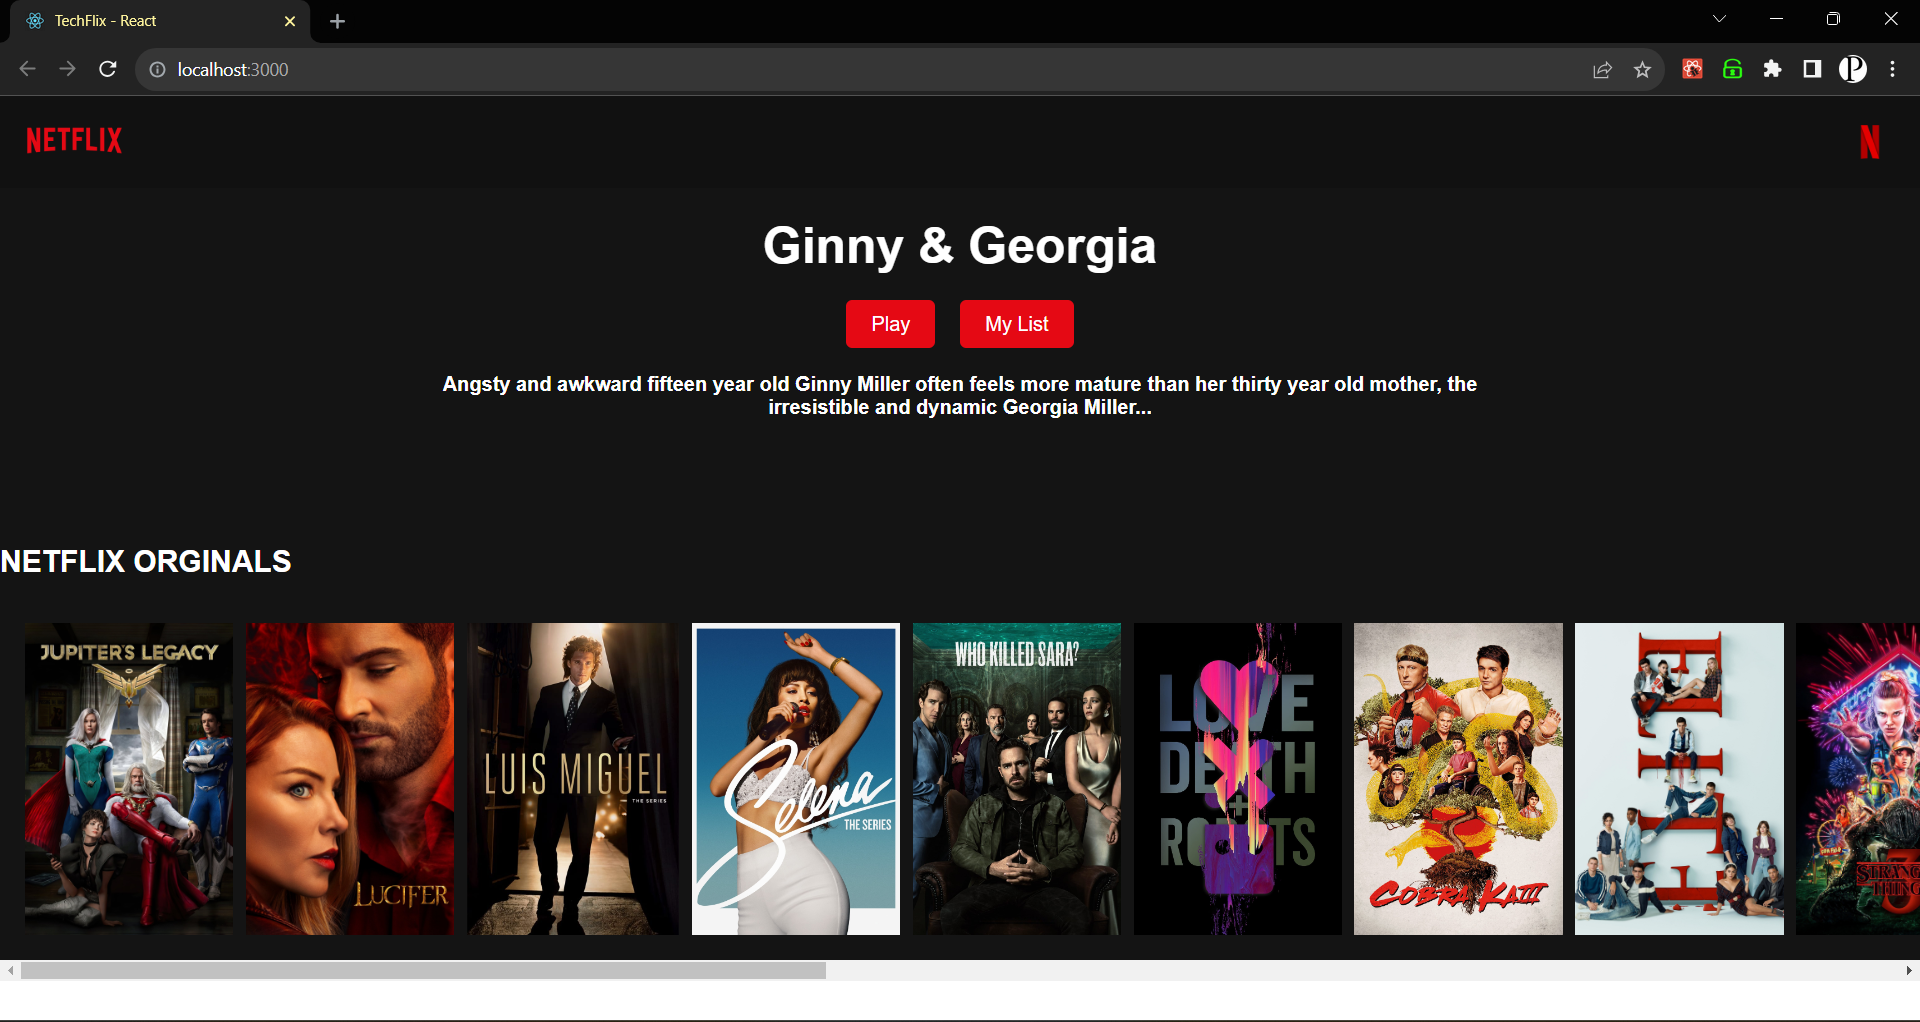 TechFlix - React
localhost:3000
NETFLIX
N
Ginny & Georgia
Play
My List
Angsty and awkward fifteen year old Ginny Miller often feels more mature than her thirty year old mother, the
irresistible and dynamic Georgia Miller...
NETFLIX ORGINALS
JUPITER'S LEGACY
LUCIFER
LUIS MIGUEL
THE SERIES
Selena
THE SERIES
WHO KILLED SARA?
LOVE
DEATH
+
ROBOTS
COBRA KAI III
ELITE
STRANG
THING
3